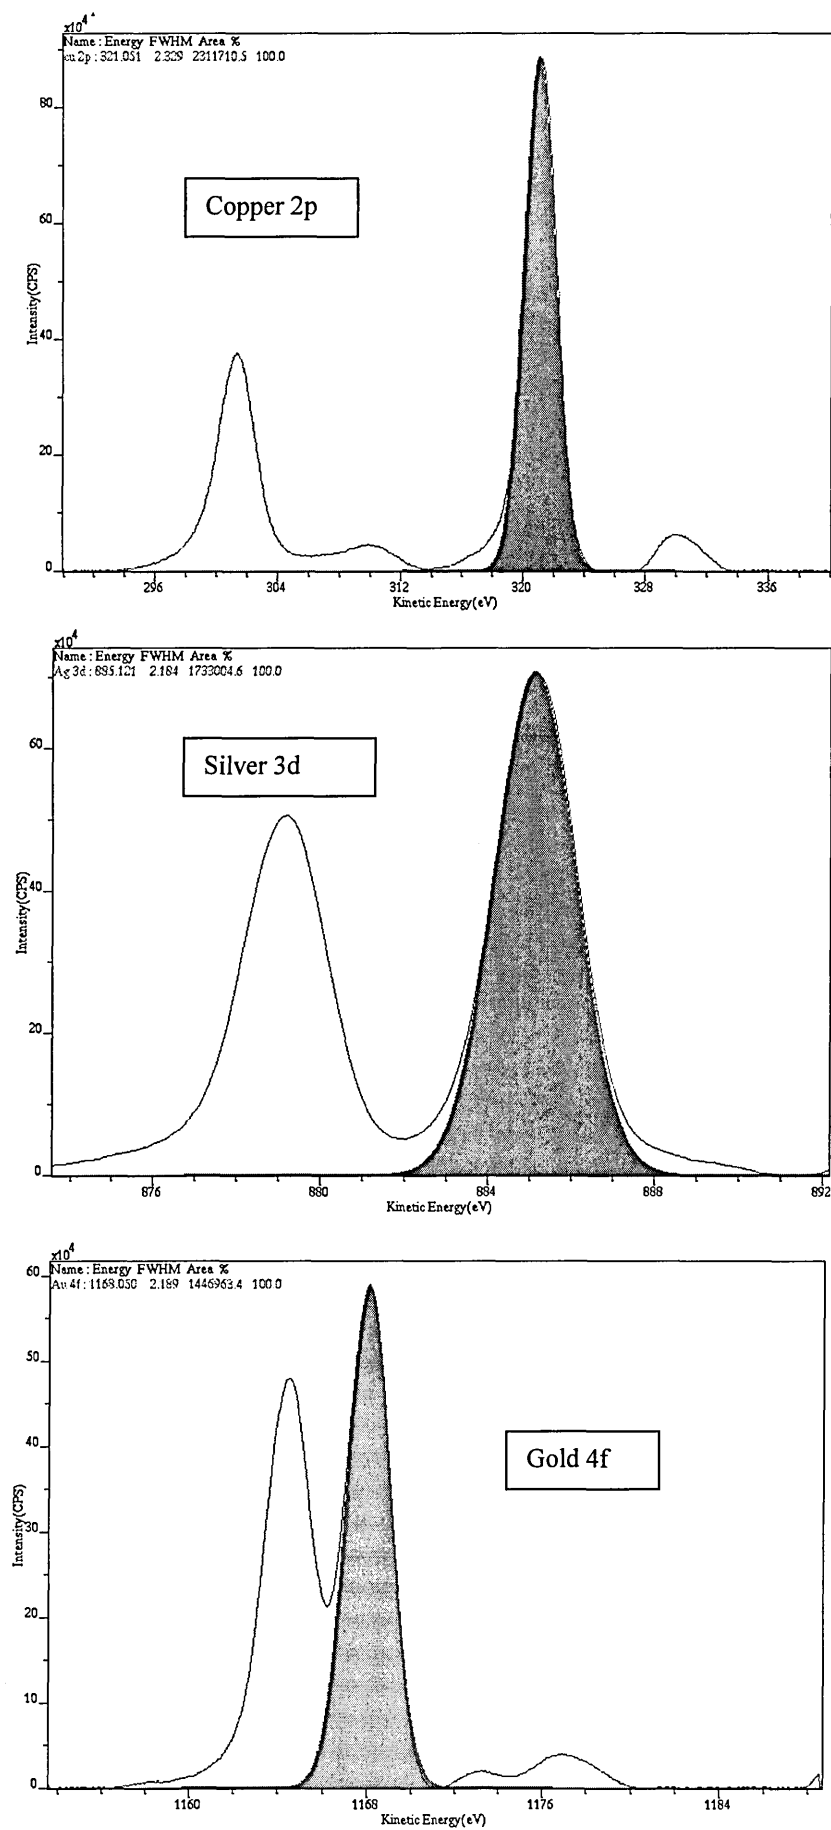 x10⁴
Name : Energy FWHM Area %
cu 2p : 321.051 2.329 2311710.5 100.0
80
60
40
20
0
Copper 2p
Intensity(CPS)
296 304 312 320 328 336
Kinetic Energy(eV)
x10⁴
Name : Energy FWHM Area %
Ag 3d : 885.121 2.184 1733004.6 100.0
60
40
20
0
Silver 3d
Intensity(CPS)
876 880 884 888 892
Kinetic Energy(eV)
x10⁴
Name : Energy FWHM Area %
Au 4f : 1168.050 2.189 1446963.4 100.0
60
50
40
30
20
10
0
Gold 4f
Intensity(CPS)
1160 1168 1176 1184
Kinetic Energy(eV)